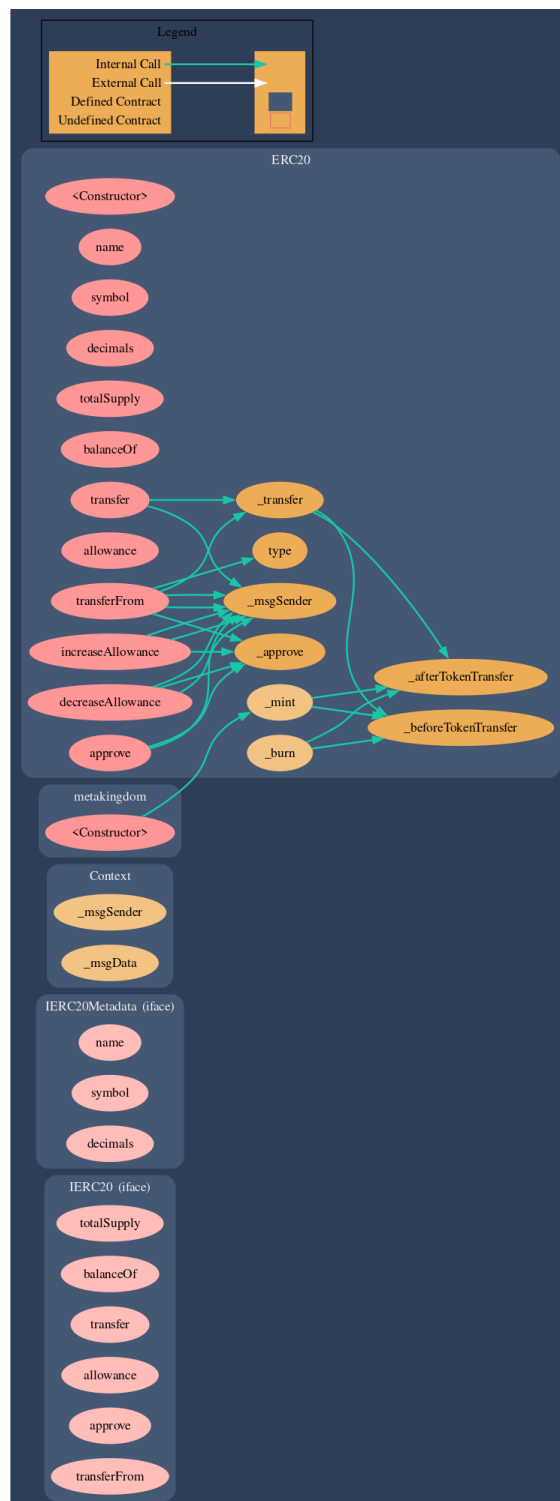 Legend
Internal Call
External Call
Defined Contract
Undefined Contract
ERC20
<Constructor>
name
symbol
decimals
totalSupply
balanceOf
transfer
_transfer
allowance
type
transferFrom
_msgSender
increaseAllowance
_approve
_afterTokenTransfer
decreaseAllowance
_mint
_beforeTokenTransfer
approve
_burn
metakingdom
<Constructor>
Context
_msgSender
_msgData
IERC20Metadata (iface)
name
symbol
decimals
IERC20 (iface)
totalSupply
balanceOf
transfer
allowance
approve
transferFrom